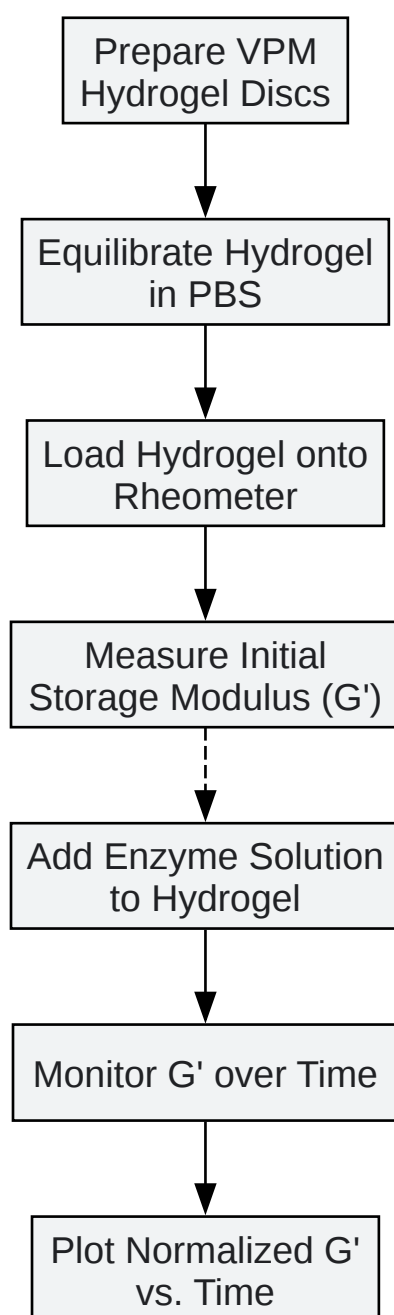 Prepare VPM
Hydrogel Discs
Equilibrate Hydrogel
in PBS
Load Hydrogel onto
Rheometer
Measure Initial
Storage Modulus (G')
Add Enzyme Solution
to Hydrogel
Monitor G' over Time
Plot Normalized G'
vs. Time